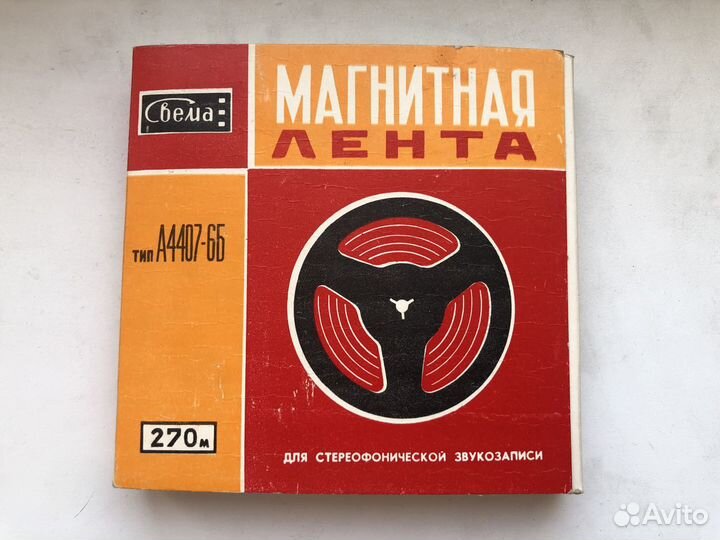 Свема
МАГНИТНАЯ
ЛЕНТА
тип А4407-6Б
270м
ДЛЯ СТЕРЕОФОНИЧЕСКОЙ ЗВУКОЗАПИСИ
Avito